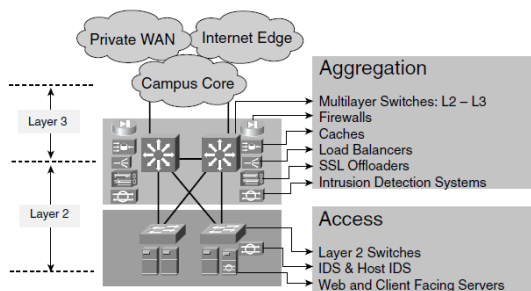 Private WAN
Internet Edge
Campus Core
Layer 3
Layer 2
Aggregation
Multilayer Switches: L2 – L3
Firewalls
Caches
Load Balancers
SSL Offloaders
Intrusion Detection Systems
Access
Layer 2 Switches
IDS & Host IDS
Web and Client Facing Servers